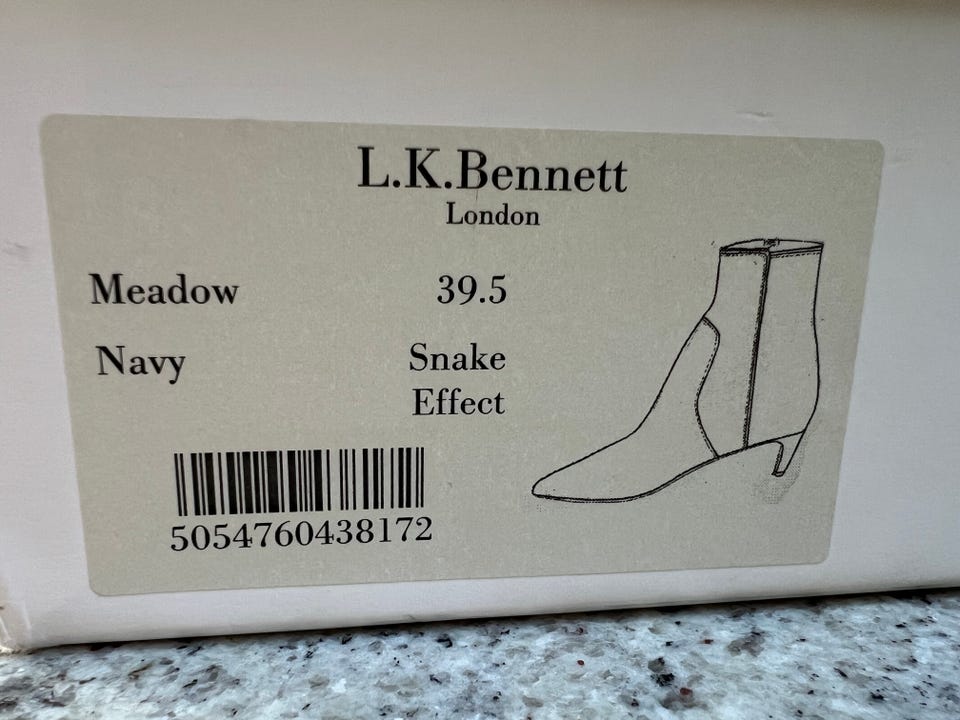 L.K.Bennett
London
Meadow 39.5
Navy Snake
Effect
5054760438172